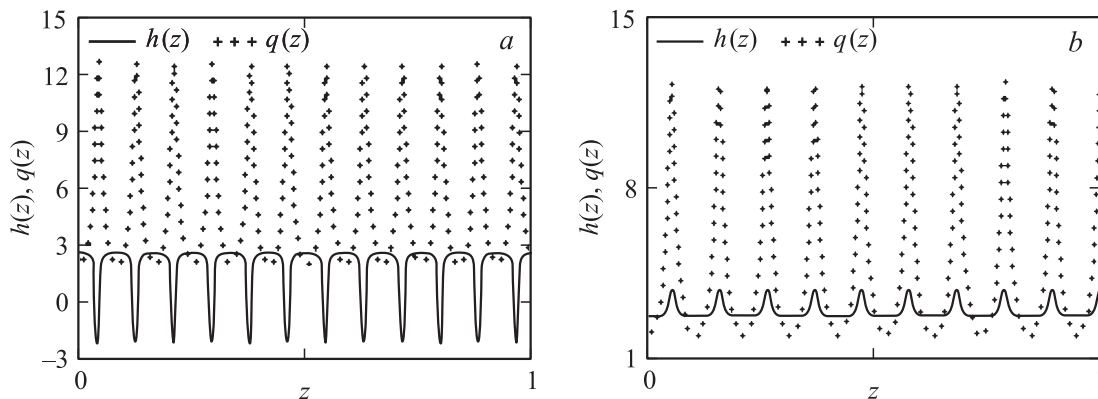 15
h(z) +++ q(z) a
12
9
6
3
0
–3
h(z), q(z)
0 z 1
15
h(z) +++ q(z) b
8
1
h(z), q(z)
0 z